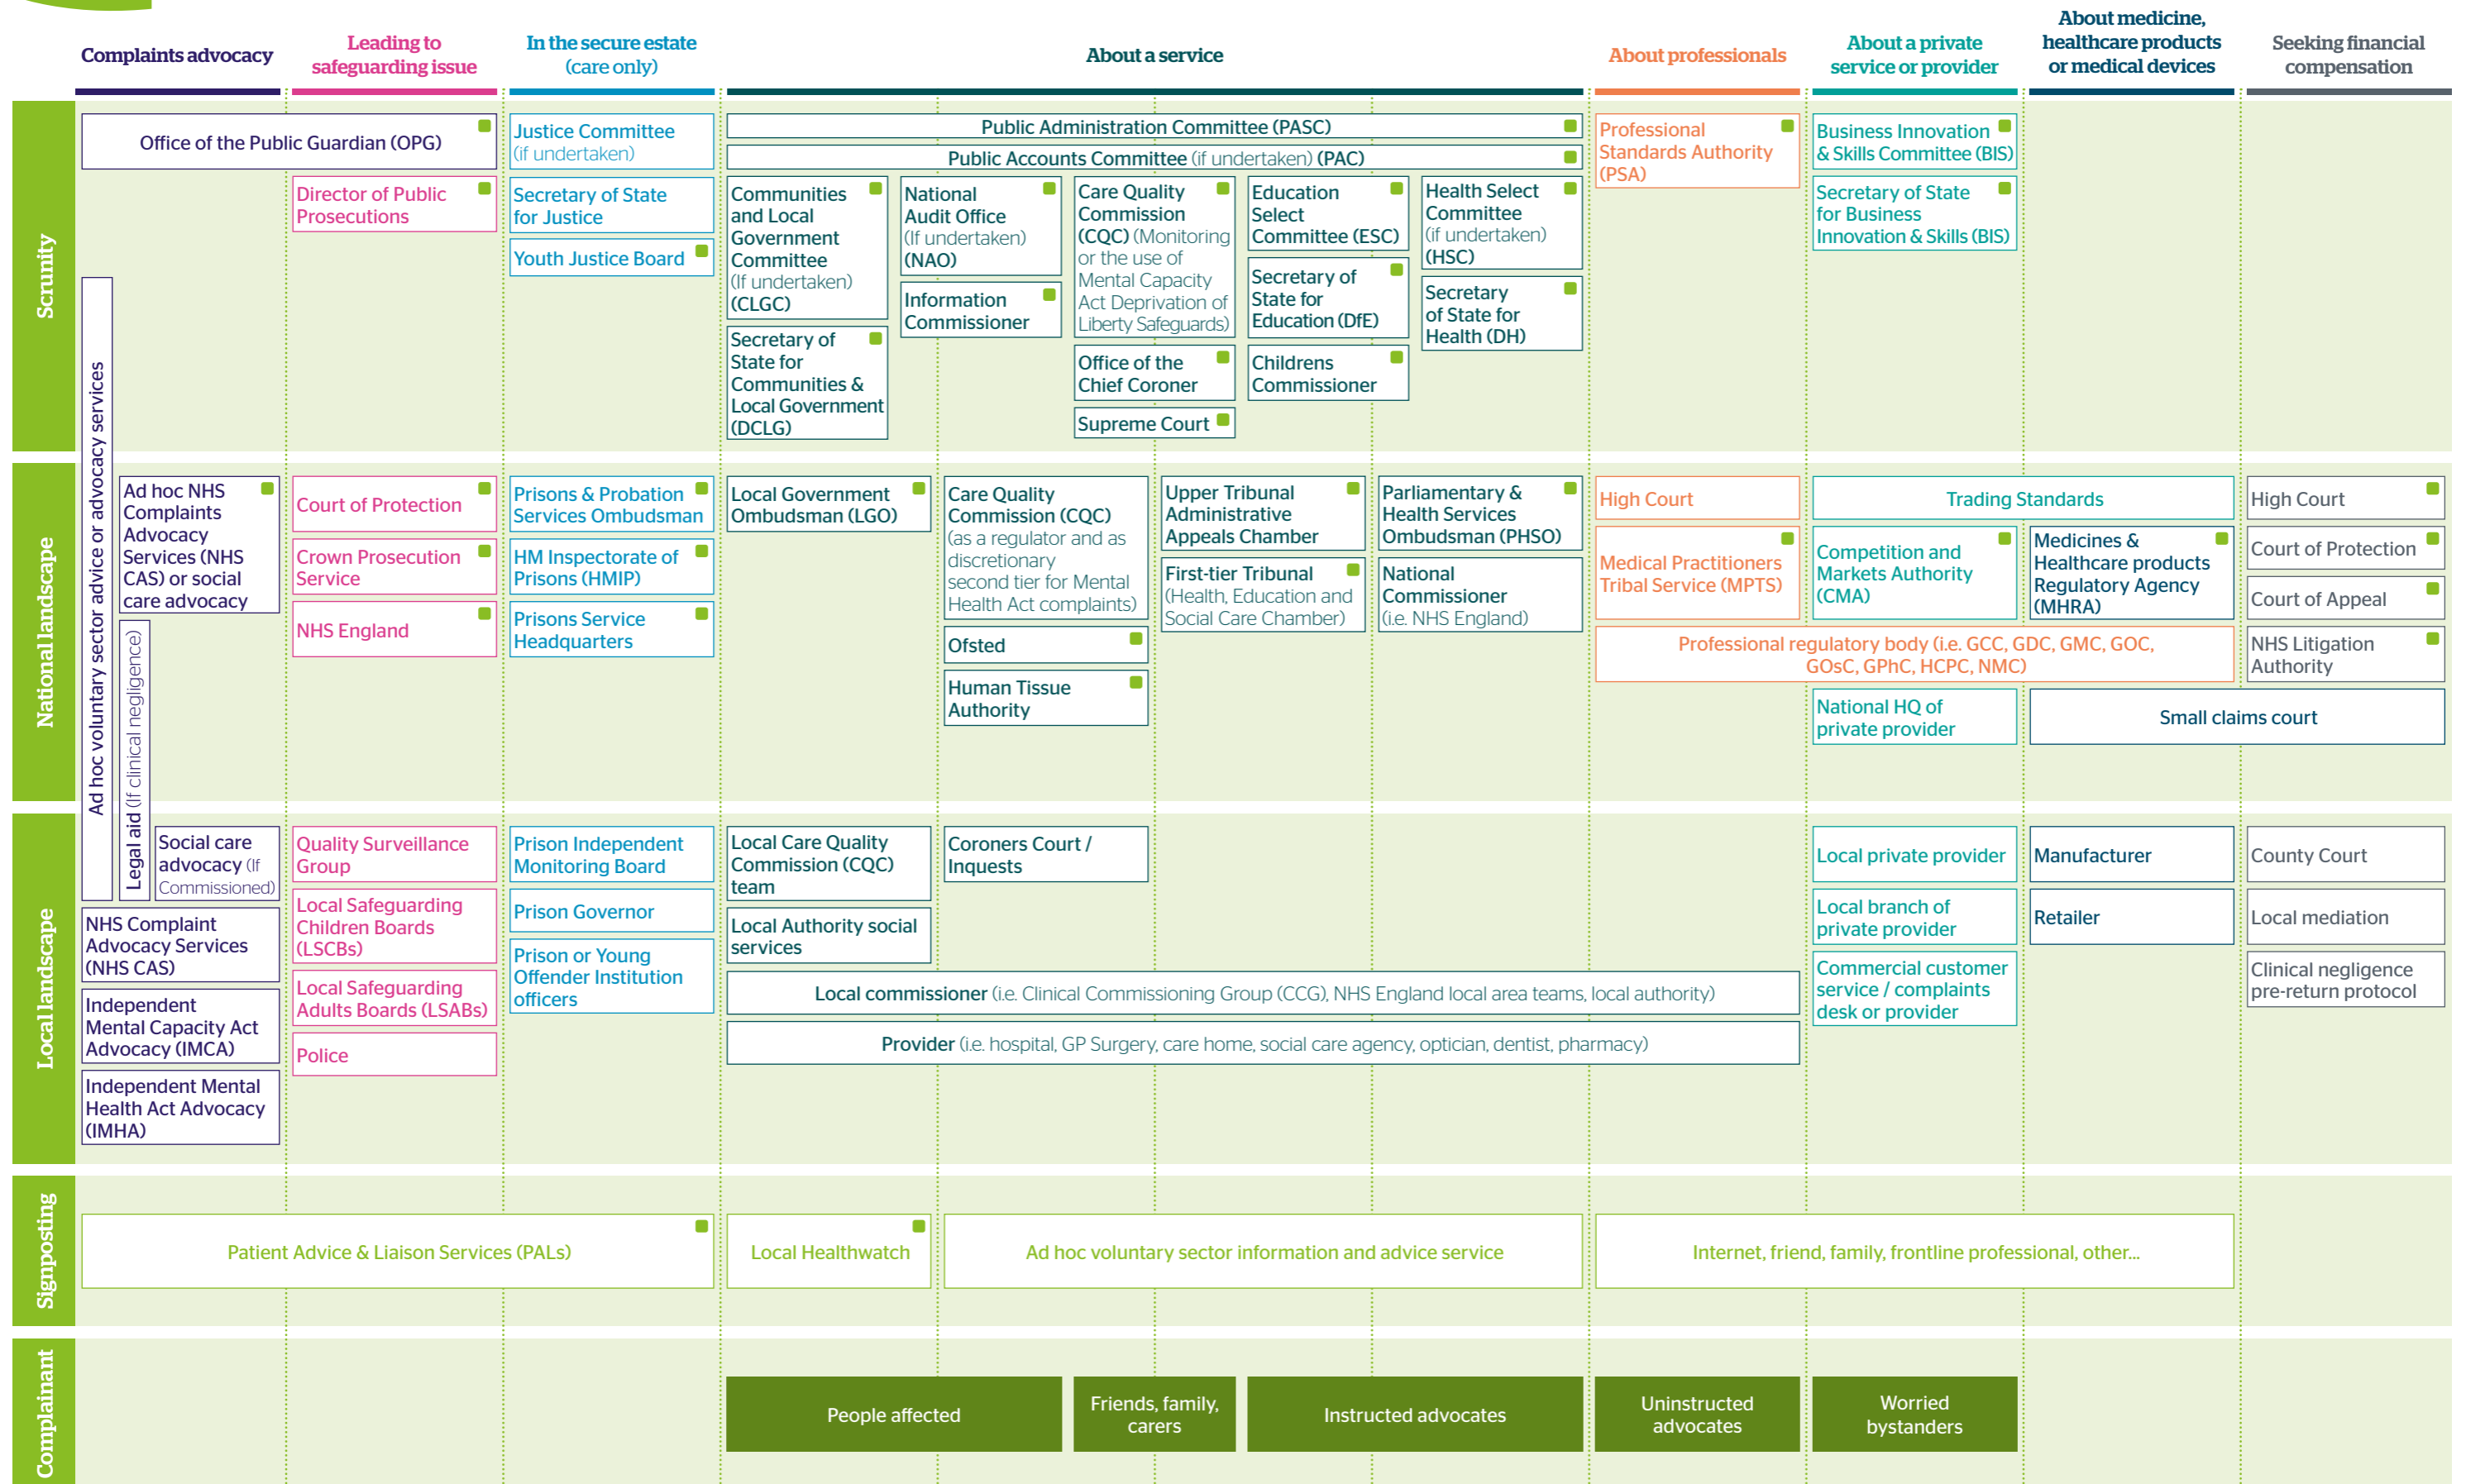 Complaints advocacy
Leading to
safeguarding issue
In the secure estate
(care only)
About a service
About professionals
About a private
service or provider
About medicine,
healthcare products
or medical devices
Seeking financial
compensation
Scrunity
Office of the Public Guardian (OPG)
Director of Public
Prosecutions
Justice Committee
(if undertaken)
Secretary of State
for Justice
Youth Justice Board
Public Administration Committee (PASC)
Public Accounts Committee (if undertaken) (PAC)
Communities
and Local
Government
Committee
(If undertaken)
(CLGC)
Secretary of
State for
Communities &
Local Government
(DCLG)
National
Audit Office
(If undertaken)
(NAO)
Information
Commissioner
Care Quality
Commission
(CQC) (Monitoring
or the use of
Mental Capacity
Act Deprivation of
Liberty Safeguards)
Office of the
Chief Coroner
Supreme Court
Education
Select
Committee (ESC)
Secretary of
State for
Education (DfE)
Childrens
Commissioner
Health Select
Committee
(if undertaken)
(HSC)
Secretary
of State for
Health (DH)
Professional
Standards Authority
(PSA)
Business Innovation
& Skills Committee (BIS)
Secretary of State
for Business
Innovation & Skills (BIS)
Ad hoc voluntary sector advice or advocacy services
National landscape
Ad hoc NHS
Complaints
Advocacy
Services (NHS
CAS) or social
care advocacy
Legal aid (If clinical negligence)
Court of Protection
Crown Prosecution
Service
NHS England
Prisons & Probation
Services Ombudsman
HM Inspectorate of
Prisons (HMIP)
Prisons Service
Headquarters
Local Government
Ombudsman (LGO)
Care Quality
Commission (CQC)
(as a regulator and as
discretionary
second tier for Mental
Health Act complaints)
Ofsted
Human Tissue
Authority
Upper Tribunal
Administrative
Appeals Chamber
First-tier Tribunal
(Health, Education and
Social Care Chamber)
Parliamentary &
Health Services
Ombudsman (PHSO)
National
Commissioner
(i.e. NHS England)
High Court
Medical Practitioners
Tribal Service (MPTS)
Trading Standards
Competition and
Markets Authority
(CMA)
Medicines &
Healthcare products
Regulatory Agency
(MHRA)
Professional regulatory body (i.e. GCC, GDC, GMC, GOC,
GOsC, GPhC, HCPC, NMC)
National HQ of
private provider
Small claims court
High Court
Court of Protection
Court of Appeal
NHS Litigation
Authority
Local landscape
Social care
advocacy (If
Commissioned)
NHS Complaint
Advocacy Services
(NHS CAS)
Independent
Mental Capacity Act
Advocacy (IMCA)
Independent Mental
Health Act Advocacy
(IMHA)
Quality Surveillance
Group
Local Safeguarding
Children Boards
(LSCBs)
Local Safeguarding
Adults Boards (LSABs)
Police
Prison Independent
Monitoring Board
Prison Governor
Prison or Young
Offender Institution
officers
Local Care Quality
Commission (CQC)
team
Local Authority social
services
Coroners Court /
Inquests
Local commissioner (i.e. Clinical Commissioning Group (CCG), NHS England local area teams, local authority)
Provider (i.e. hospital, GP Surgery, care home, social care agency, optician, dentist, pharmacy)
Local private provider
Local branch of
private provider
Commercial customer
service / complaints
desk or provider
Manufacturer
Retailer
County Court
Local mediation
Clinical negligence
pre-return protocol
Signposting
Patient Advice & Liaison Services (PALs)
Local Healthwatch
Ad hoc voluntary sector information and advice service
Internet, friend, family, frontline professional, other...
Complainant
People affected
Friends, family,
carers
Instructed advocates
Uninstructed
advocates
Worried
bystanders